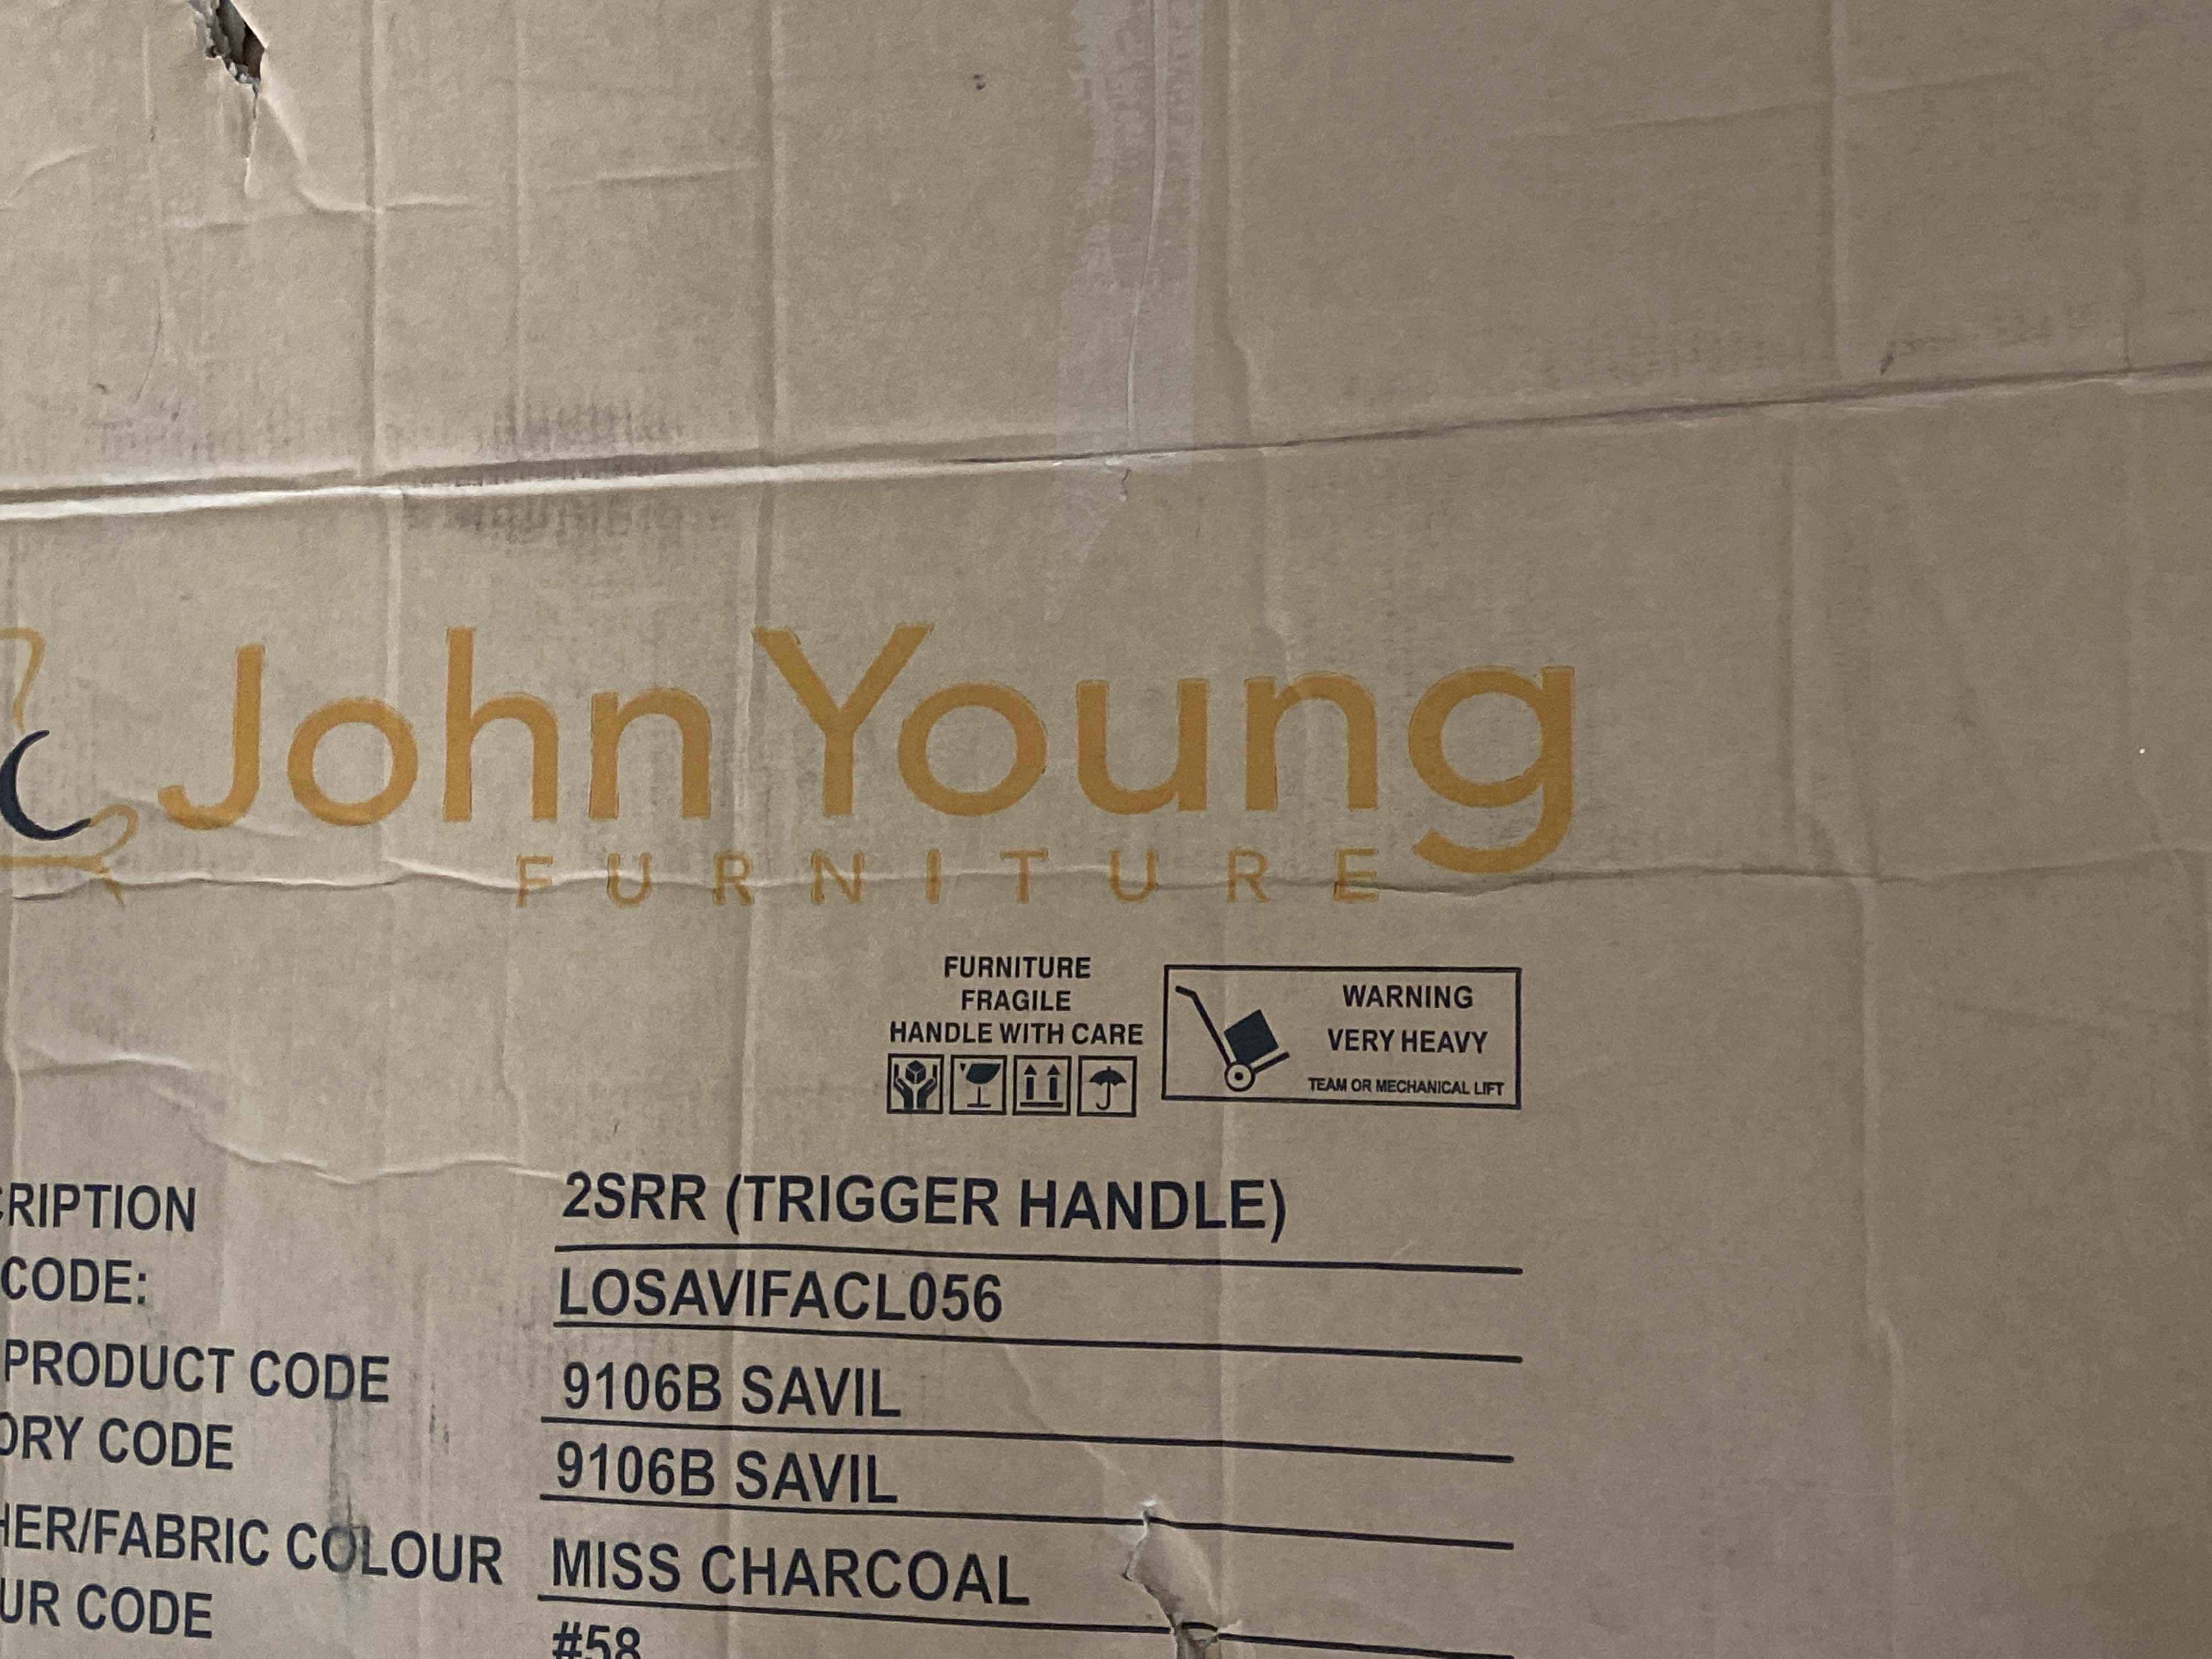 John Young
FURNITURE
FURNITURE
FRAGILE
HANDLE WITH CARE
WARNING
VERY HEAVY
TEAM OR MECHANICAL LIFT
CRIPTION 2SRR (TRIGGER HANDLE)
CODE: LOSAVIFACL056
PRODUCT CODE 9106B SAVIL
ORY CODE 9106B SAVIL
HER/FABRIC COLOUR MISS CHARCOAL
UR CODE #58